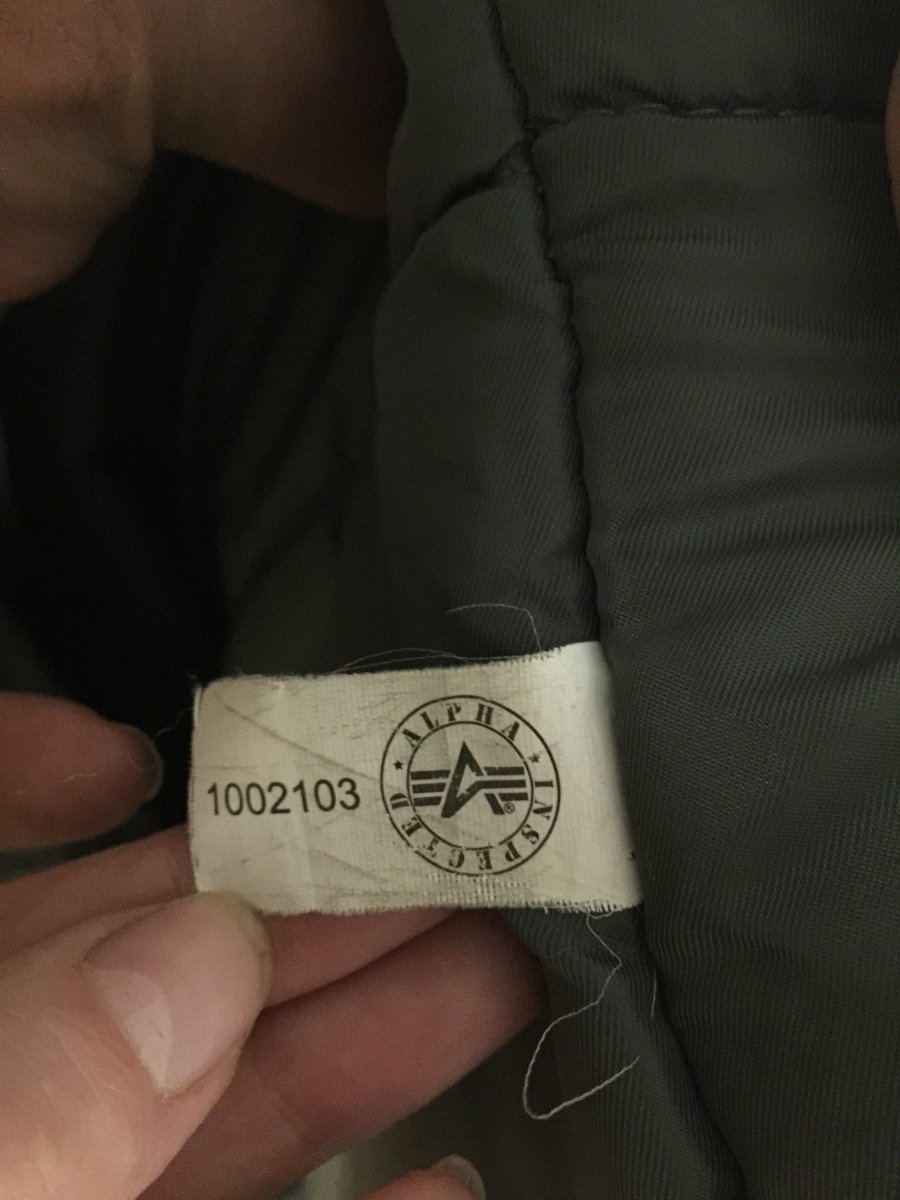 1002103
ALPHA
INSPECTED
®